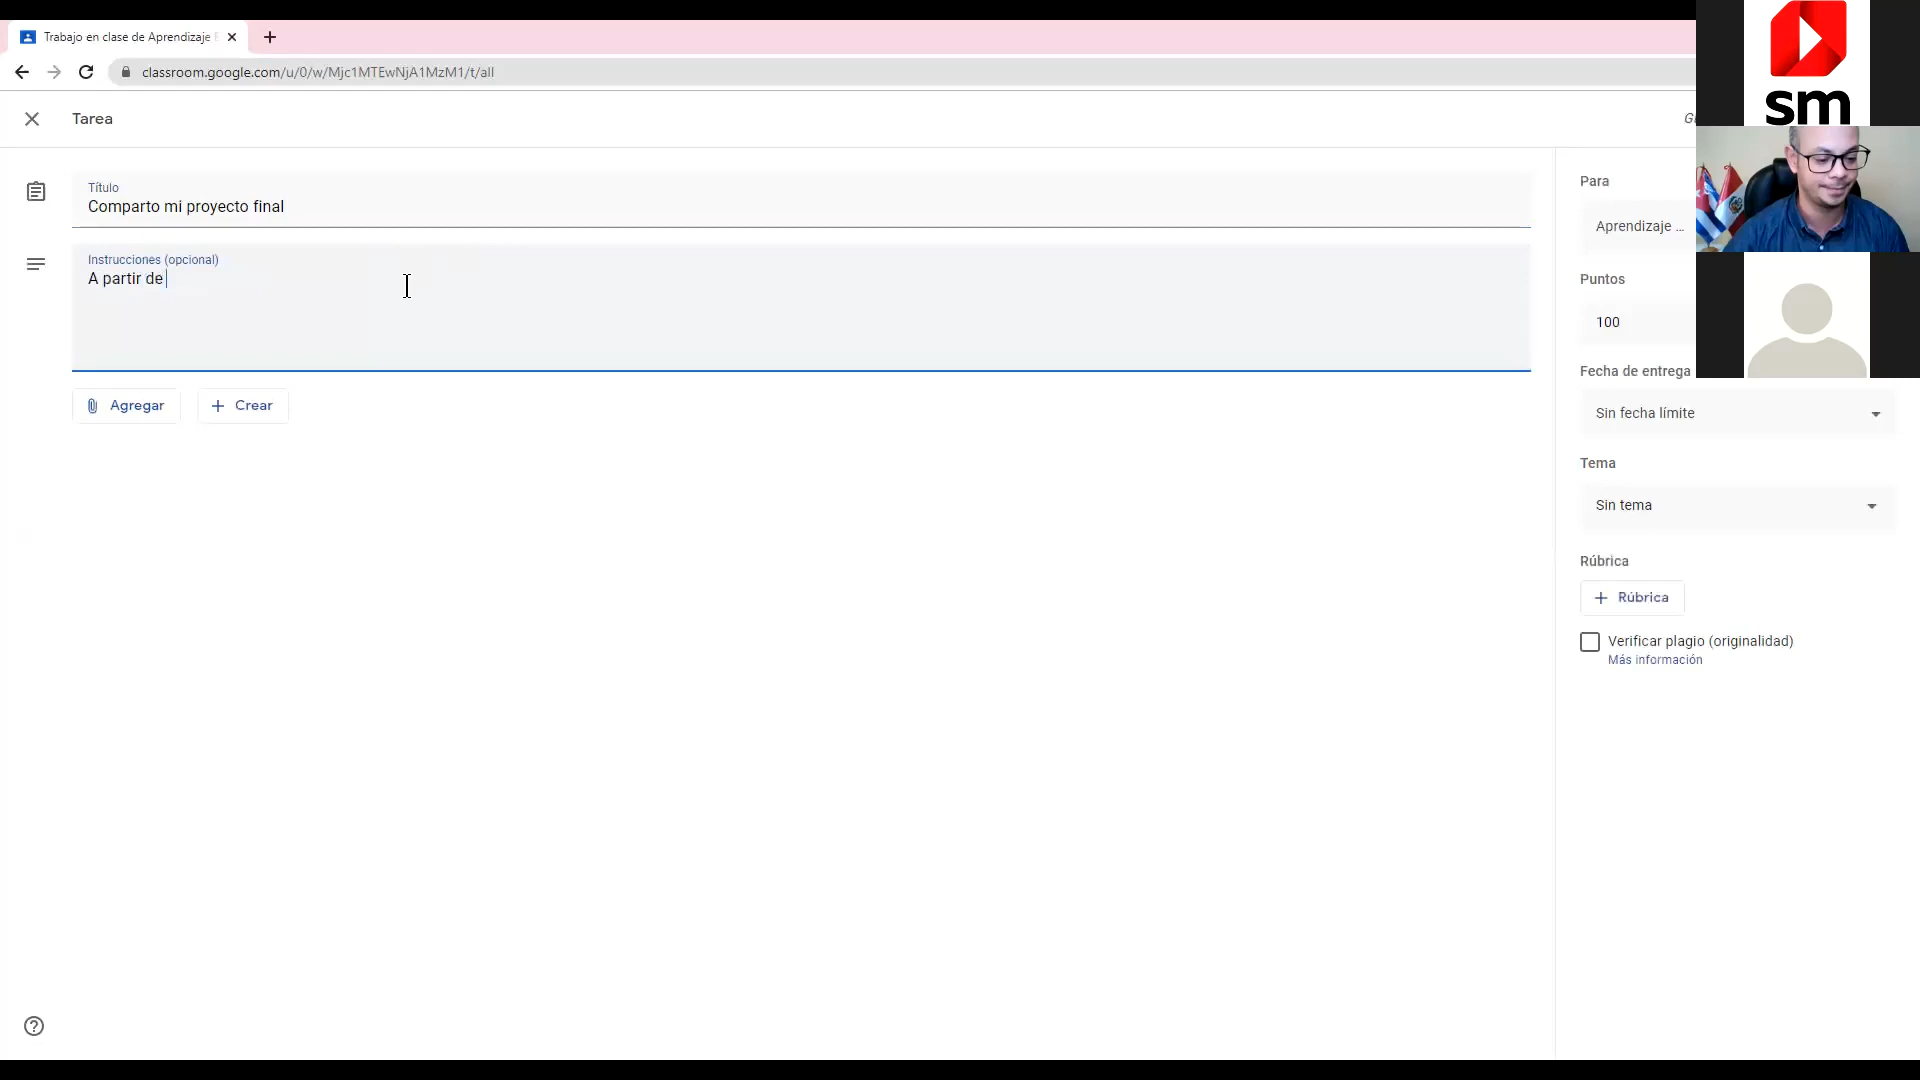 Trabajo en clase de Aprendizaje
classroom.google.com/u/0/w/Mjc1MTEwNjA1MzM1/t/all
sm
Tarea
Título
Comparto mi proyecto final
Instrucciones (opcional)
A partir de
Agregar
Crear
Para
Aprendizaje ...
Puntos
100
Fecha de entrega
Sin fecha límite
Tema
Sin tema
Rúbrica
Rúbrica
Verificar plagio (originalidad)
Más información